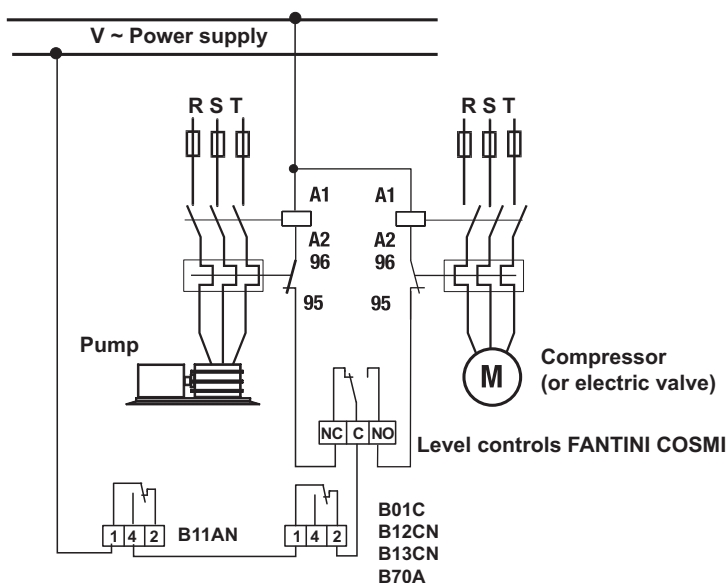 V ~ Power supply
R S T
R S T
A1
A1
A2
A2
96
96
95
95
Pump
M
Compressor
(or electric valve)
NC C NO
Level controls FANTINI COSMI
1 4 2
B11AN
1 4 2
B01C
B12CN
B13CN
B70A